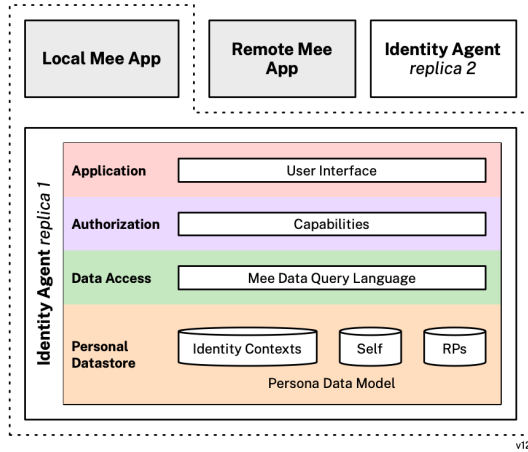 Local Mee App
Remote Mee
App
Identity Agent
replica 2
Identity Agent replica 1
Application
User Interface
Authorization
Capabilities
Data Access
Mee Data Query Language
Personal
Datastore
Identity Contexts
Self
RPs
Persona Data Model
v12